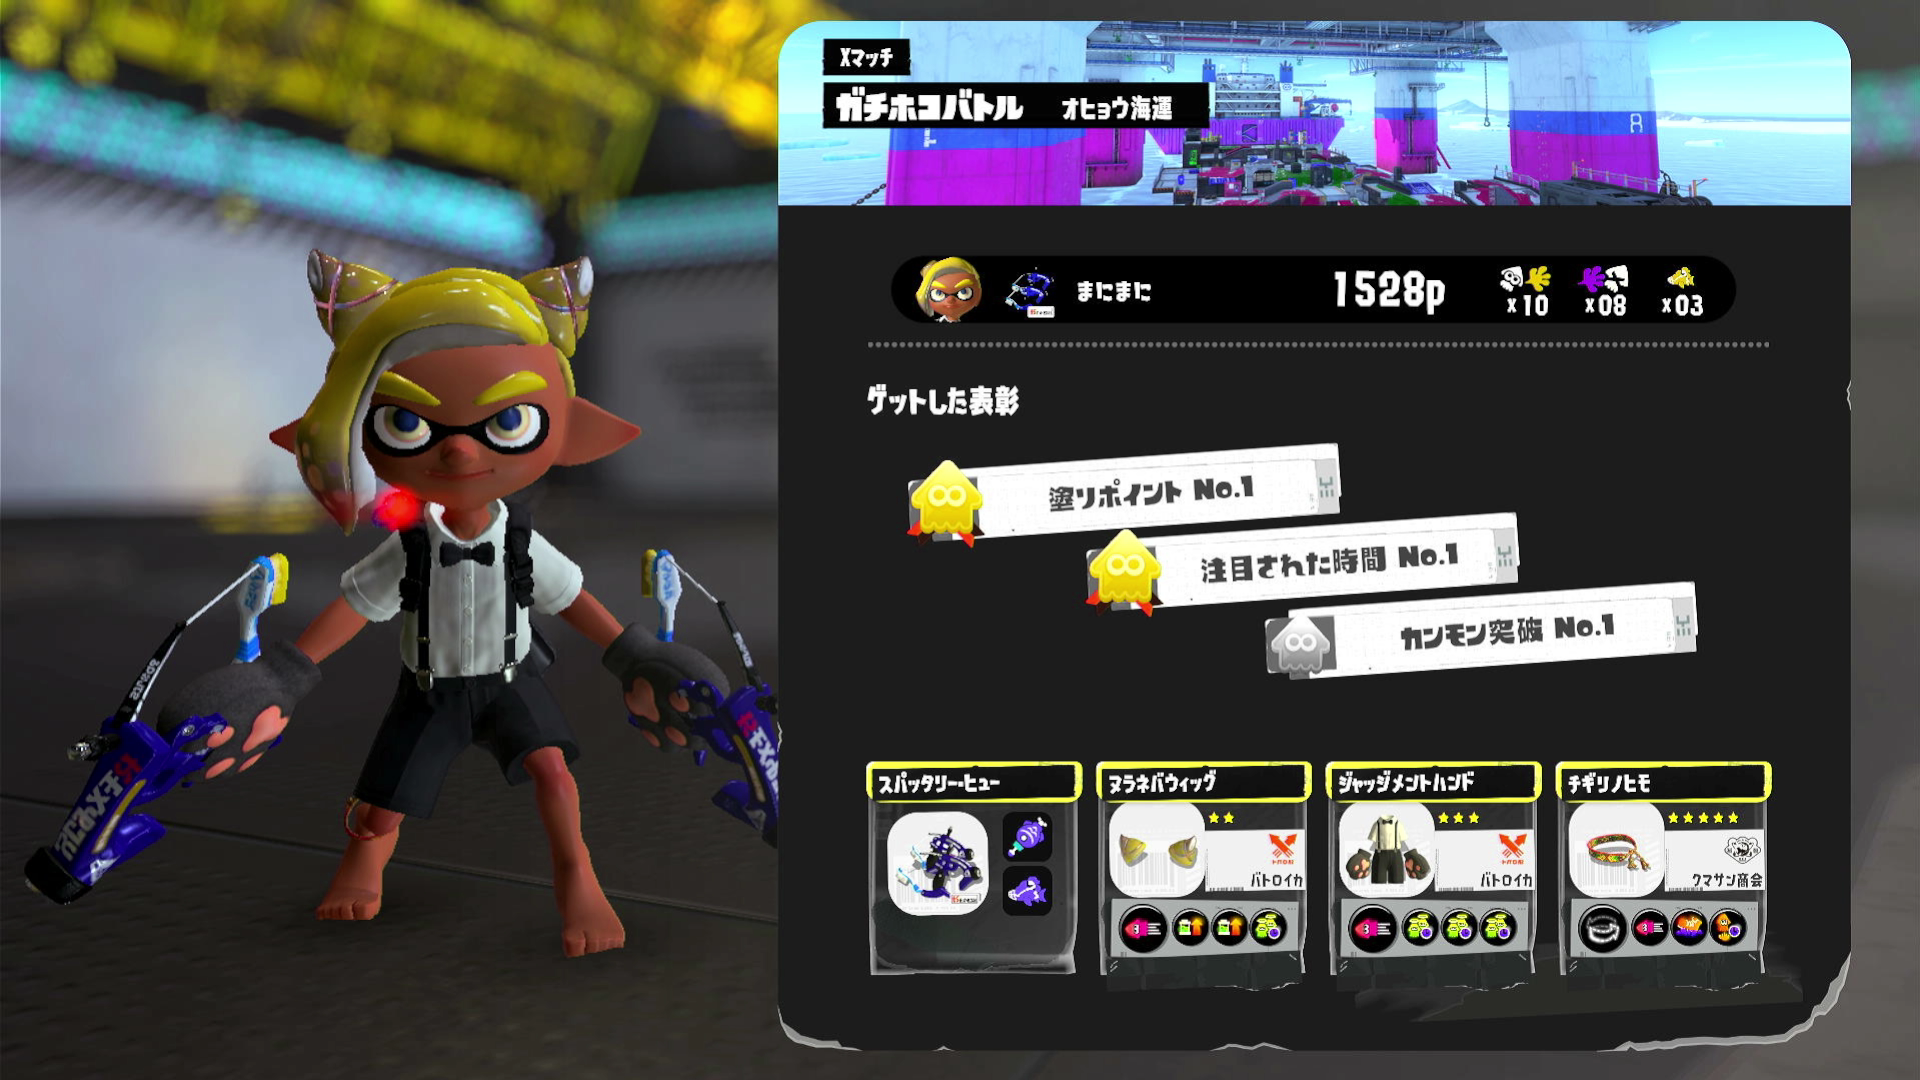 Xマッチ
ガチホコバトル オヒョウ海運
まにまに 1528p x10 x08 x03
ゲットした表彰
塗りポイント No.1
注目された時間 No.1
カンモン突破 No.1
スパッタリー・ヒュー
ヌラネバウィッグ
バトロイカ
ジャッジメントハンド
バトロイカ
チギリノヒモ
クマサン商会